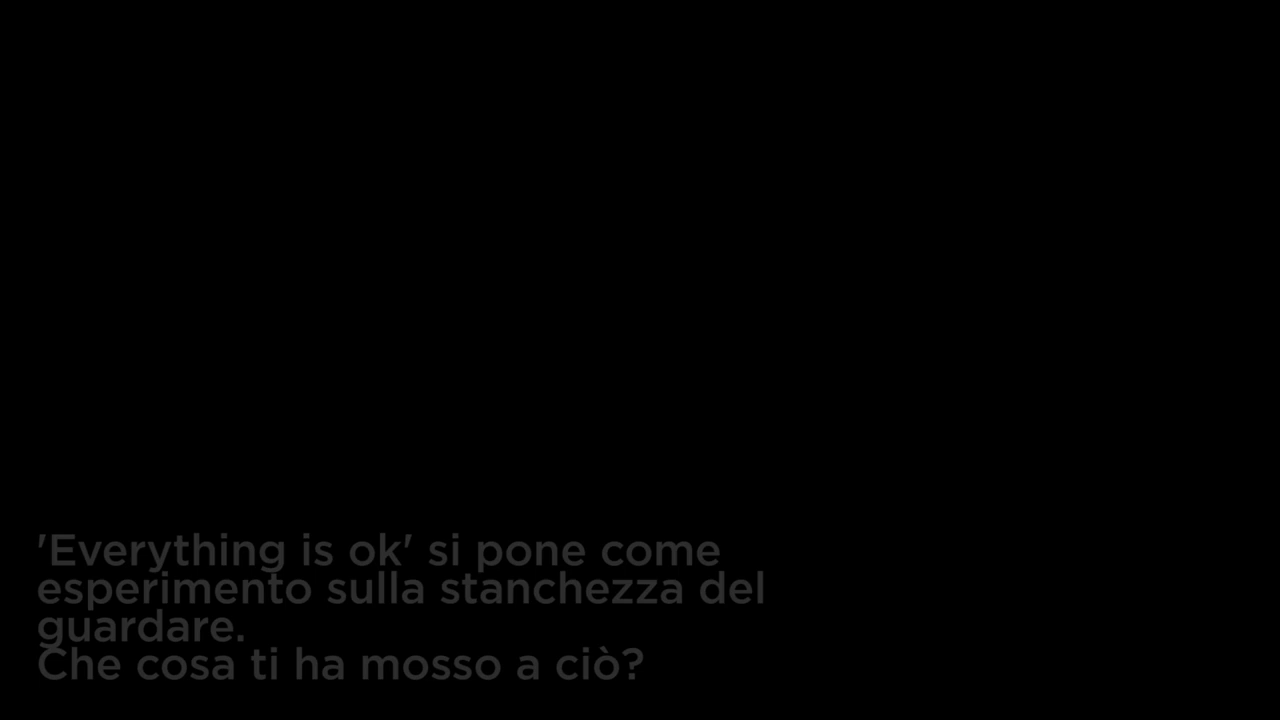 'Everything is ok' si pone come
esperimento sulla stanchezza del
guardare.
Che cosa ti ha mosso a ciò?